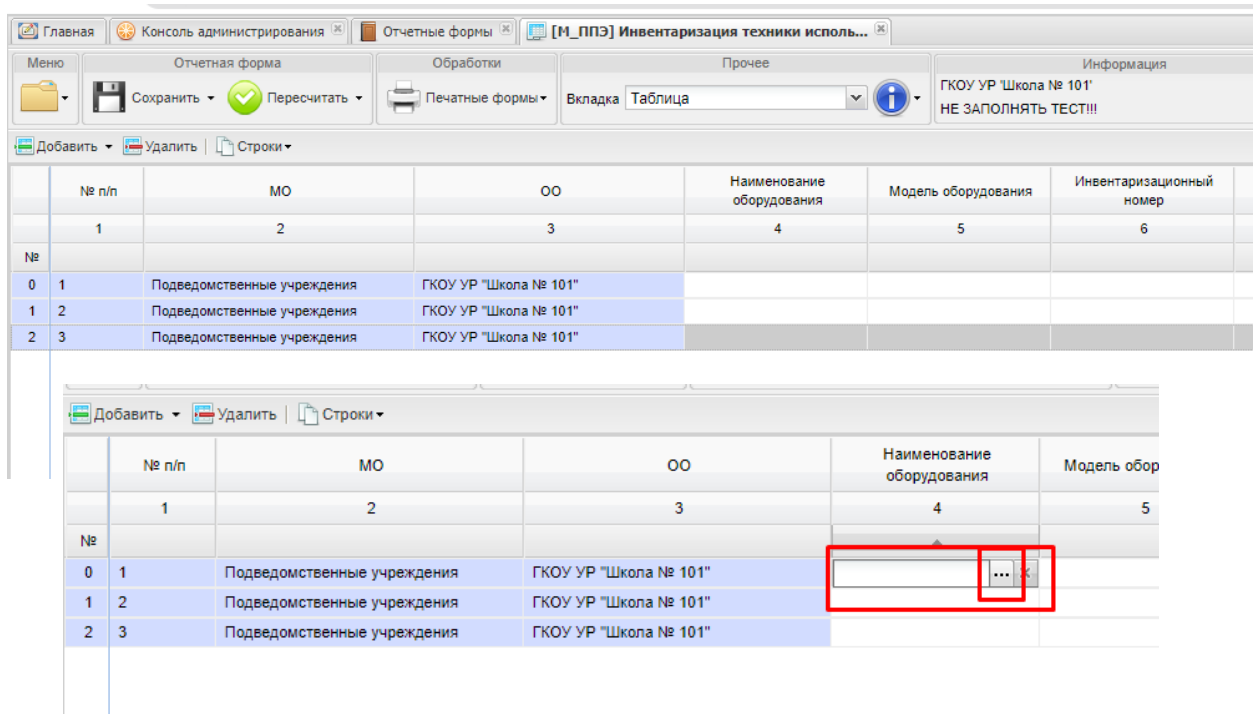 Главная Консоль администрирования Отчетные формы [М_ППЭ] Инвентаризация техники исполь...
Меню Отчетная форма Обработки Прочее Информация
Сохранить Пересчитать Печатные формы Вкладка Таблица ГКОУ УР 'Школа № 101'
НЕ ЗАПОЛНЯТЬ ТЕСТ!!!
Добавить Удалить Строки
№ п/п МО ОО Наименование оборудования Модель оборудования Инвентаризационный номер
1 2 3 4 5 6
№
0 1 Подведомственные учреждения ГКОУ УР "Школа № 101"
1 2 Подведомственные учреждения ГКОУ УР "Школа № 101"
2 3 Подведомственные учреждения ГКОУ УР "Школа № 101"
Добавить Удалить Строки
№ п/п МО ОО Наименование оборудования Модель обор
1 2 3 4 5
№
0 1 Подведомственные учреждения ГКОУ УР "Школа № 101" ...
1 2 Подведомственные учреждения ГКОУ УР "Школа № 101"
2 3 Подведомственные учреждения ГКОУ УР "Школа № 101"